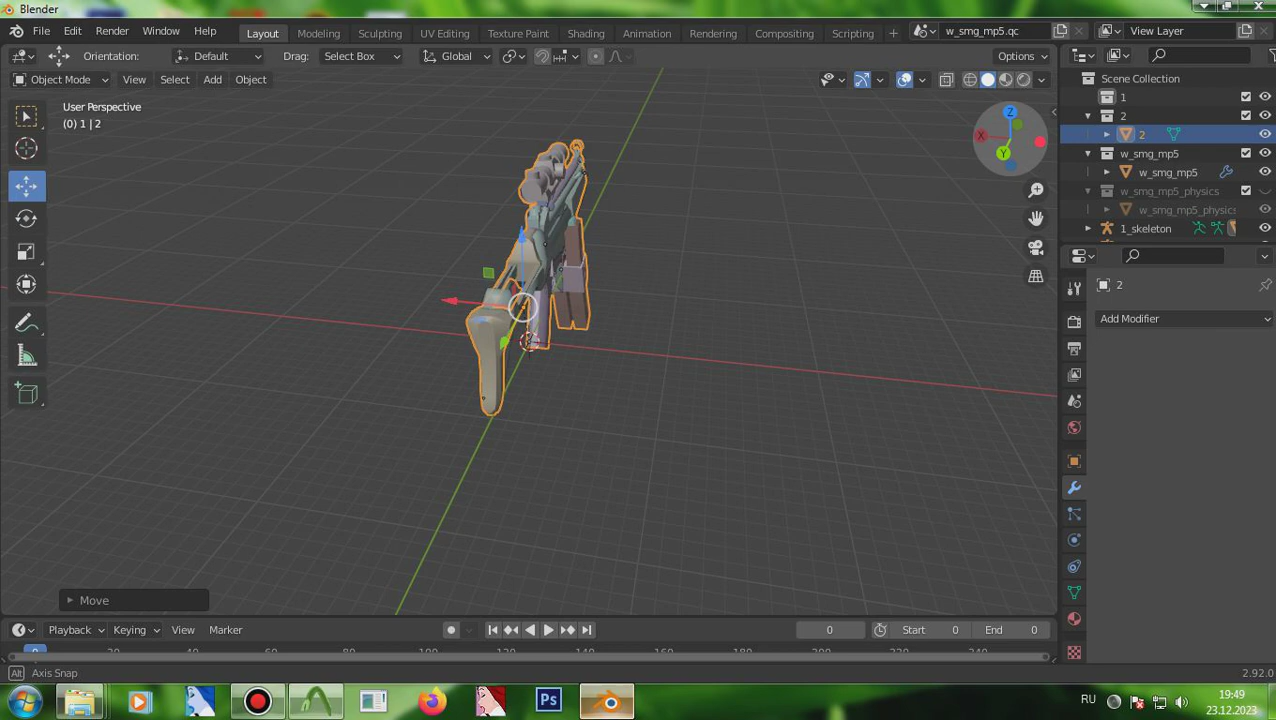 Blender
File Edit Render Window Help
Layout Modeling Sculpting UV Editing Texture Paint Shading Animation Rendering Compositing Scripting
w_smg_mp5.qc
View Layer
Orientation: Default Drag: Select Box Global Options
Object Mode View Select Add Object
User Perspective
(0) 1 | 2
Z
X
Y
Scene Collection
1
2
2
w_smg_mp5
w_smg_mp5
w_smg_mp5_physics
w_smg_mp5_physics
1_skeleton
2
Add Modifier
Move
Playback Keying View Marker
0 Start 0 End 0
0
Alt Axis Snap 2.92.0
Ps
RU
19:49
23.12.2023